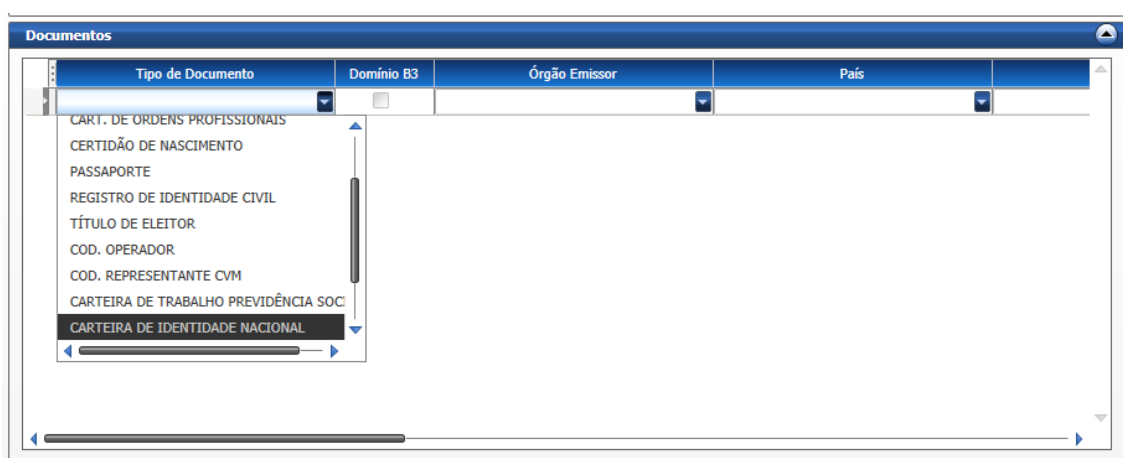 Documentos
Tipo de Documento Domínio B3 Órgão Emissor País
CART. DE ORDENS PROFISSIONAIS
CERTIDÃO DE NASCIMENTO
PASSAPORTE
REGISTRO DE IDENTIDADE CIVIL
TÍTULO DE ELEITOR
COD. OPERADOR
COD. REPRESENTANTE CVM
CARTEIRA DE TRABALHO PREVIDÊNCIA SOCI
CARTEIRA DE IDENTIDADE NACIONAL